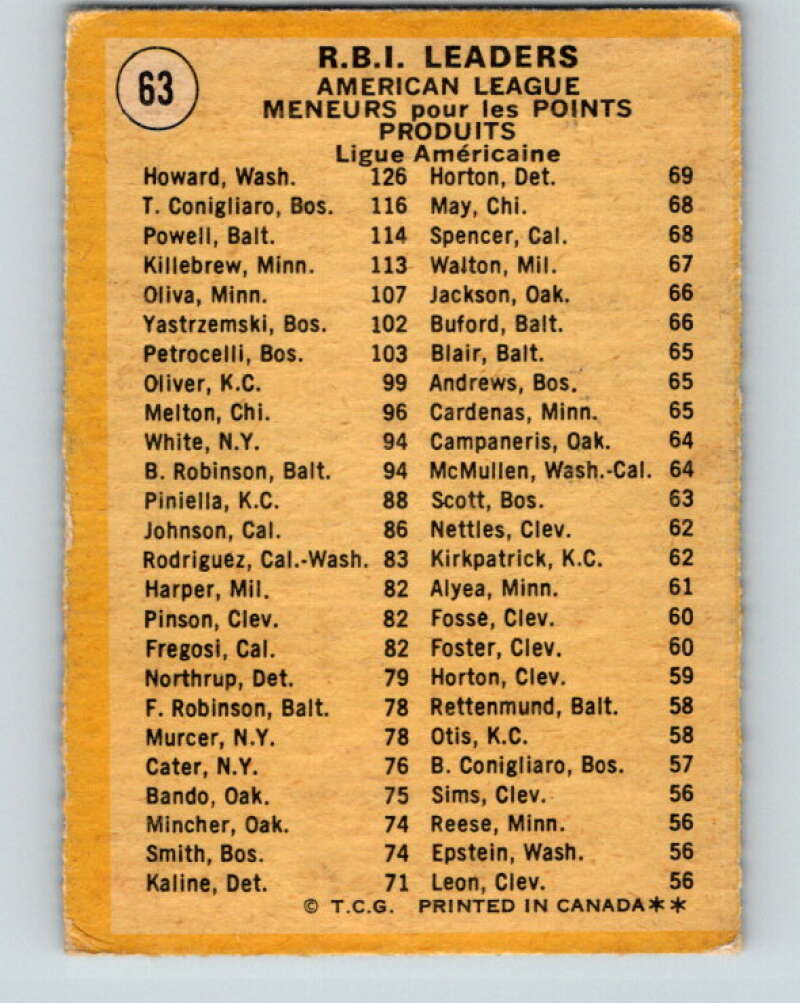 63
R.B.I. LEADERS
AMERICAN LEAGUE
MENEURS pour les POINTS
PRODUITS
Ligue Américaine
Howard, Wash. 126 Horton, Det. 69
T. Conigliaro, Bos. 116 May, Chi. 68
Powell, Balt. 114 Spencer, Cal. 68
Killebrew, Minn. 113 Walton, Mil. 67
Oliva, Minn. 107 Jackson, Oak. 66
Yastrzemski, Bos. 102 Buford, Balt. 66
Petrocelli, Bos. 103 Blair, Balt. 65
Oliver, K.C. 99 Andrews, Bos. 65
Melton, Chi. 96 Cardenas, Minn. 65
White, N.Y. 94 Campaneris, Oak. 64
B. Robinson, Balt. 94 McMullen, Wash.-Cal. 64
Piniella, K.C. 88 Scott, Bos. 63
Johnson, Cal. 86 Nettles, Clev. 62
Rodriguez, Cal.-Wash. 83 Kirkpatrick, K.C. 62
Harper, Mil. 82 Alyea, Minn. 61
Pinson, Clev. 82 Fosse, Clev. 60
Fregosi, Cal. 82 Foster, Clev. 60
Northrup, Det. 79 Horton, Clev. 59
F. Robinson, Balt. 78 Rettenmund, Balt. 58
Murcer, N.Y. 78 Otis, K.C. 58
Cater, N.Y. 76 B. Conigliaro, Bos. 57
Bando, Oak. 75 Sims, Clev. 56
Mincher, Oak. 74 Reese, Minn. 56
Smith, Bos. 74 Epstein, Wash. 56
Kaline, Det. 71 Leon, Clev. 56
© T.C.G. PRINTED IN CANADA**